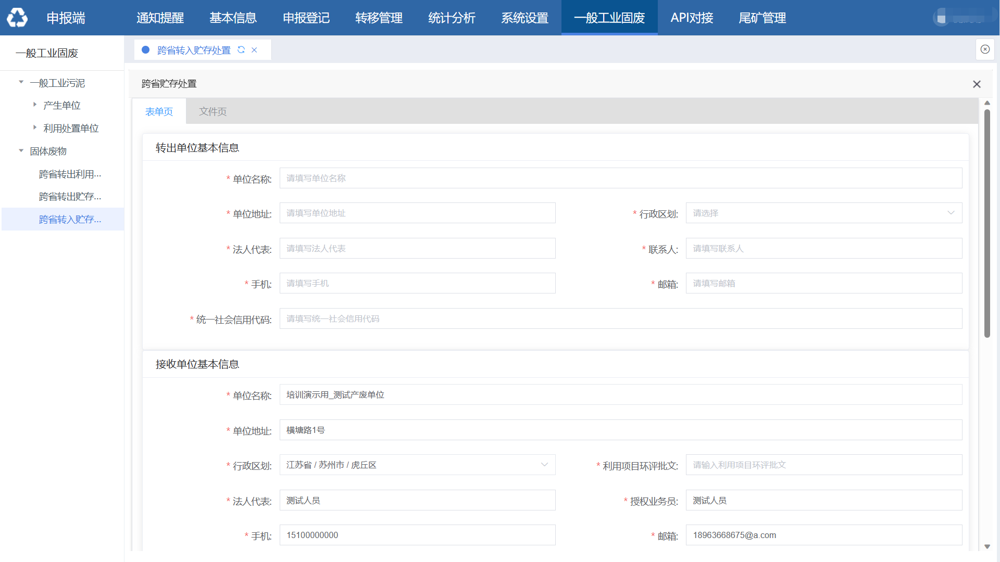 申报端
通知提醒 基本信息 申报登记 转移管理 统计分析 系统设置 一般工业固废 API对接 尾矿管理
一般工业固废
一般工业污泥
产生单位
利用处置单位
固体废物
跨省转出利用...
跨省转出贮存...
跨省转入贮存...
跨省转入贮存处置
跨省贮存处置
表单页 文件页
转出单位基本信息
* 单位名称: 请填写单位名称
* 单位地址: 请填写单位地址 * 行政区划: 请选择
* 法人代表: 请填写法人代表 * 联系人: 请填写联系人
* 手机: 请填写手机 * 邮箱: 请填写邮箱
* 统一社会信用代码: 请填写统一社会信用代码
接收单位基本信息
* 单位名称: 培训演示用_测试产废单位
* 单位地址: 横塘路1号
* 行政区划: 江苏省 / 苏州市 / 虎丘区 * 利用项目环评批文: 请输入利用项目环评批文
* 法人代表: 测试人员 * 授权业务员: 测试人员
* 手机: 15100000000 * 邮箱: 18963668675@a.com